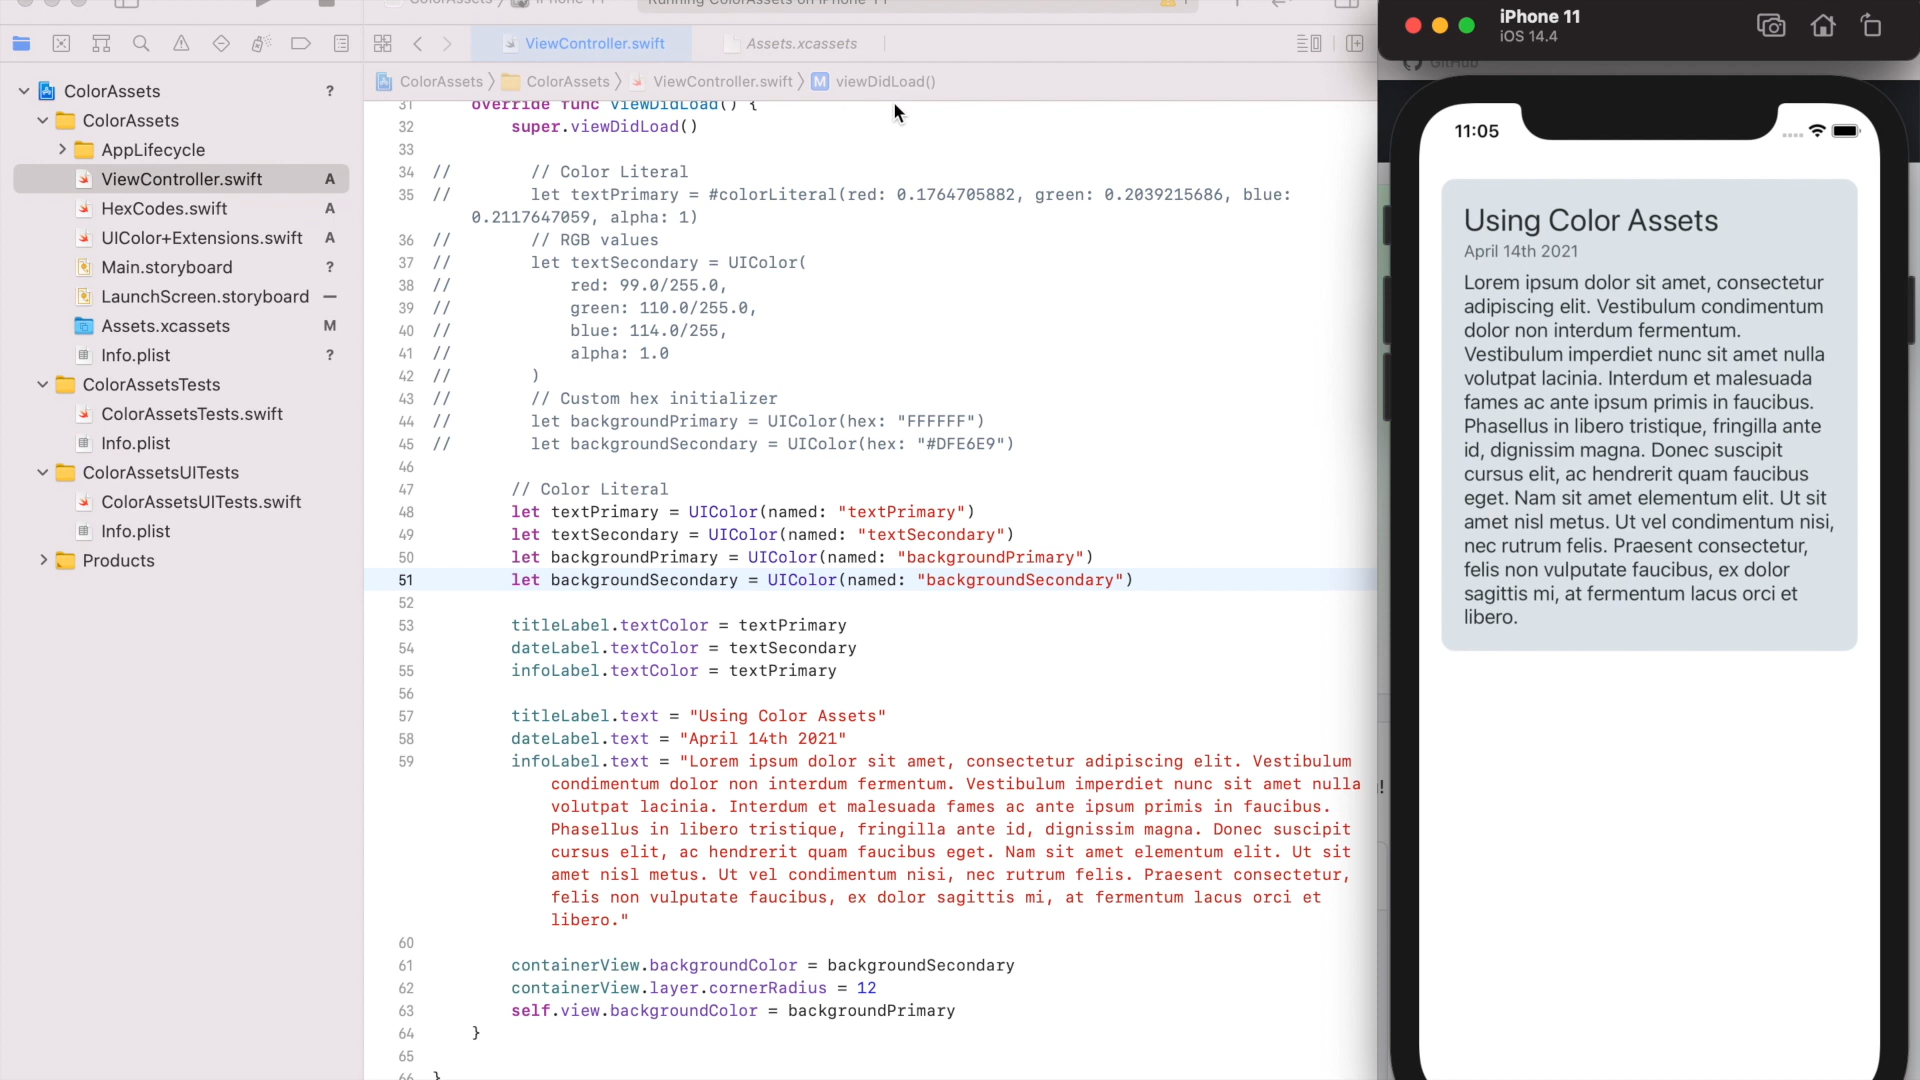 Running ColorAssets on iPhone 11
ViewController.swift
Assets.xcassets
ColorAssets
ColorAssets
ViewController.swift
M
viewDidLoad()
ColorAssets ?
ColorAssets
AppLifecycle
ViewController.swift A
HexCodes.swift A
UIColor+Extensions.swift A
Main.storyboard ?
LaunchScreen.storyboard —
Assets.xcassets M
Info.plist ?
ColorAssetsTests
ColorAssetsTests.swift
Info.plist
ColorAssetsUITests
ColorAssetsUITests.swift
Info.plist
Products
31 override func viewDidLoad() {
32 super.viewDidLoad()
33
34 // // Color Literal
35 // let textPrimary = #colorLiteral(red: 0.1764705882, green: 0.2039215686, blue:
0.2117647059, alpha: 1)
36 // // RGB values
37 // let textSecondary = UIColor(
38 // red: 99.0/255.0,
39 // green: 110.0/255.0,
40 // blue: 114.0/255,
41 // alpha: 1.0
42 // )
43 // // Custom hex initializer
44 // let backgroundPrimary = UIColor(hex: "FFFFFF")
45 // let backgroundSecondary = UIColor(hex: "#DFE6E9")
46
47 // Color Literal
48 let textPrimary = UIColor(named: "textPrimary")
49 let textSecondary = UIColor(named: "textSecondary")
50 let backgroundPrimary = UIColor(named: "backgroundPrimary")
51 let backgroundSecondary = UIColor(named: "backgroundSecondary")
52
53 titleLabel.textColor = textPrimary
54 dateLabel.textColor = textSecondary
55 infoLabel.textColor = textPrimary
56
57 titleLabel.text = "Using Color Assets"
58 dateLabel.text = "April 14th 2021"
59 infoLabel.text = "Lorem ipsum dolor sit amet, consectetur adipiscing elit. Vestibulum
condimentum dolor non interdum fermentum. Vestibulum imperdiet nunc sit amet nulla
volutpat lacinia. Interdum et malesuada fames ac ante ipsum primis in faucibus.
Phasellus in libero tristique, fringilla ante id, dignissim magna. Donec suscipit
cursus elit, ac hendrerit quam faucibus eget. Nam sit amet elementum elit. Ut sit
amet nisl metus. Ut vel condimentum nisi, nec rutrum felis. Praesent consectetur,
felis non vulputate faucibus, ex dolor sagittis mi, at fermentum lacus orci et
libero."
60
61 containerView.backgroundColor = backgroundSecondary
62 containerView.layer.cornerRadius = 12
63 self.view.backgroundColor = backgroundPrimary
64 }
65
66 }
iPhone 11
iOS 14.4
GitHub
11:05
Using Color Assets
April 14th 2021
Lorem ipsum dolor sit amet, consectetur
adipiscing elit. Vestibulum condimentum
dolor non interdum fermentum.
Vestibulum imperdiet nunc sit amet nulla
volutpat lacinia. Interdum et malesuada
fames ac ante ipsum primis in faucibus.
Phasellus in libero tristique, fringilla ante
id, dignissim magna. Donec suscipit
cursus elit, ac hendrerit quam faucibus
eget. Nam sit amet elementum elit. Ut sit
amet nisl metus. Ut vel condimentum nisi,
nec rutrum felis. Praesent consectetur,
felis non vulputate faucibus, ex dolor
sagittis mi, at fermentum lacus orci et
libero.
!